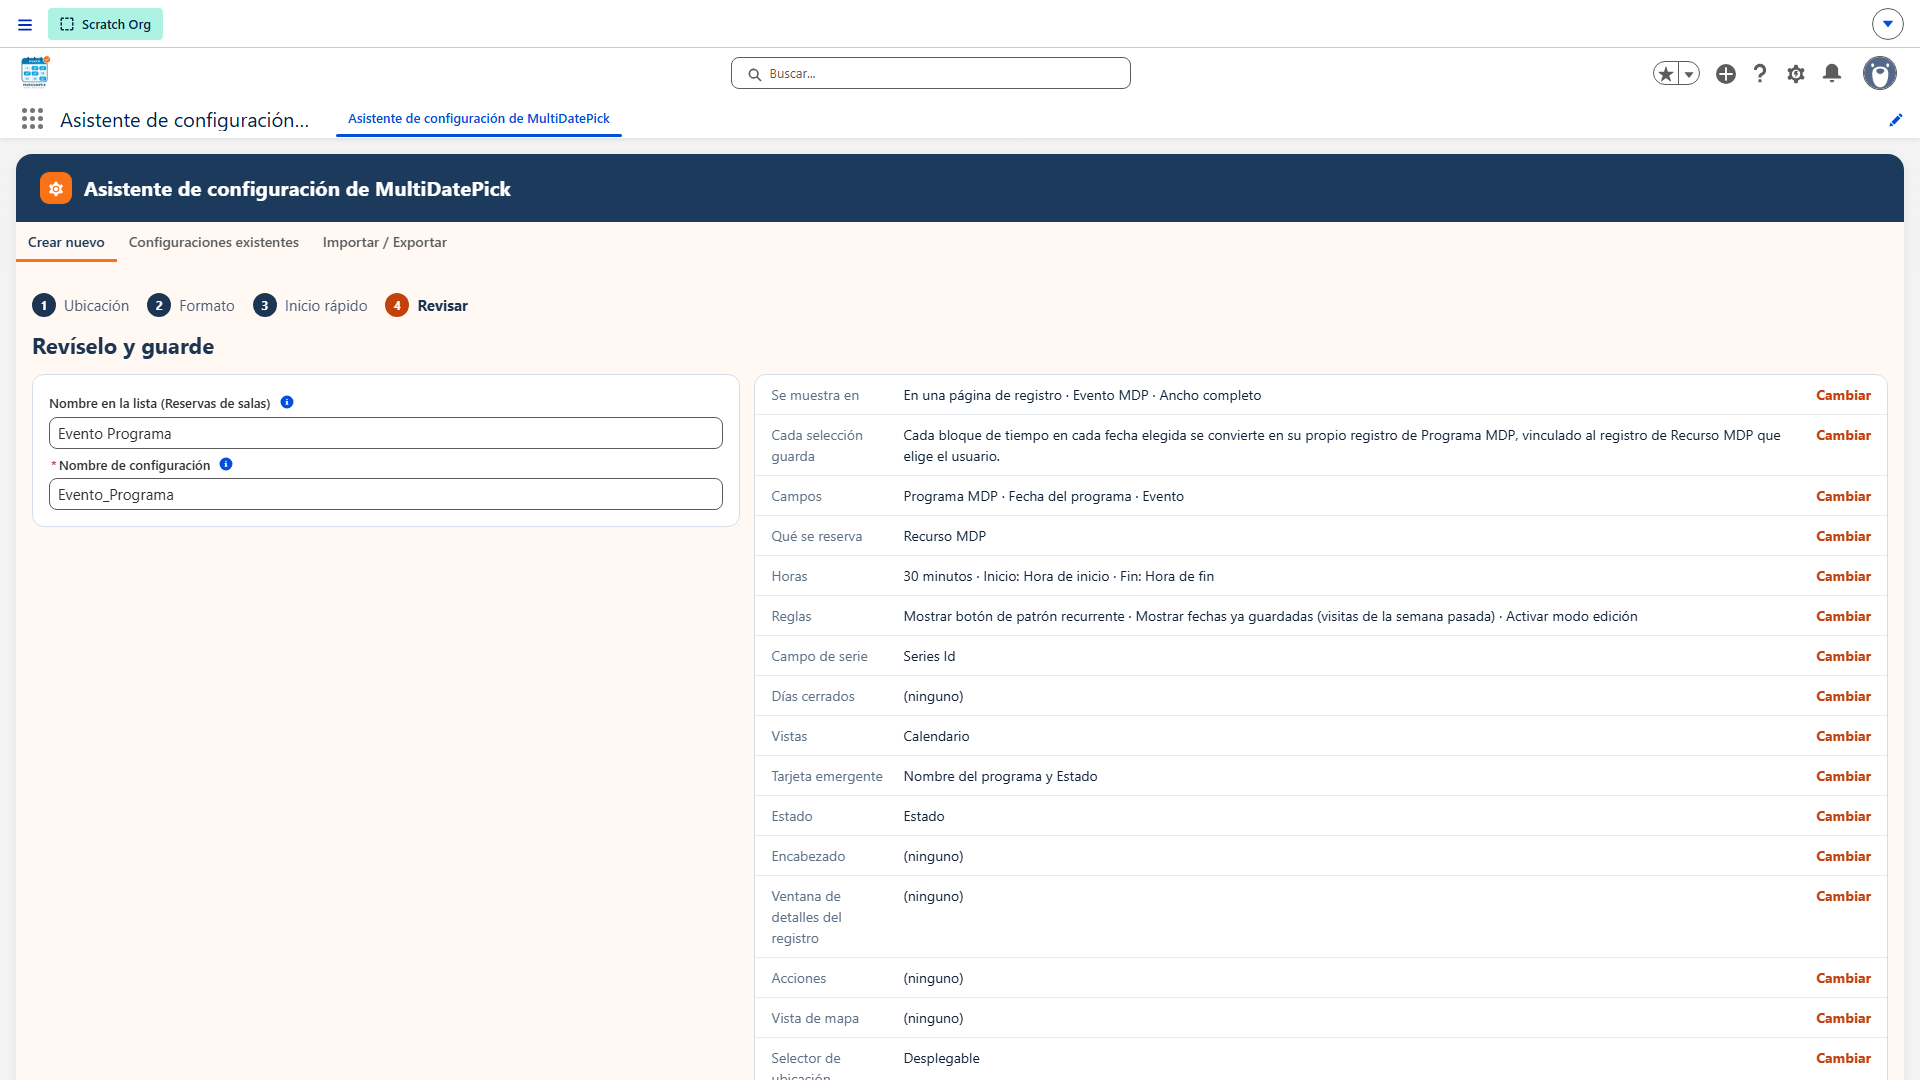 Scratch Org
Buscar...
Asistente de configuración...
Asistente de configuración de MultiDatePick
Asistente de configuración de MultiDatePick
Crear nuevo
Configuraciones existentes
Importar / Exportar
1 Ubicación
2 Formato
3 Inicio rápido
4 Revisar
Revíselo y guarde
Nombre en la lista (Reservas de salas)
Evento Programa
* Nombre de configuración
Evento_Programa
Se muestra en
En una página de registro · Evento MDP · Ancho completo
Cambiar
Cada selección
guarda
Cada bloque de tiempo en cada fecha elegida se convierte en su propio registro de Programa MDP, vinculado al registro de Recurso MDP que
elige el usuario.
Cambiar
Campos
Programa MDP · Fecha del programa · Evento
Cambiar
Qué se reserva
Recurso MDP
Cambiar
Horas
30 minutos · Inicio: Hora de inicio · Fin: Hora de fin
Cambiar
Reglas
Mostrar botón de patrón recurrente · Mostrar fechas ya guardadas (visitas de la semana pasada) · Activar modo edición
Cambiar
Campo de serie
Series Id
Cambiar
Días cerrados
(ninguno)
Cambiar
Vistas
Calendario
Cambiar
Tarjeta emergente
Nombre del programa y Estado
Cambiar
Estado
Estado
Cambiar
Encabezado
(ninguno)
Cambiar
Ventana de
detalles del
registro
(ninguno)
Cambiar
Acciones
(ninguno)
Cambiar
Vista de mapa
(ninguno)
Cambiar
Selector de
ubicación
Desplegable
Cambiar